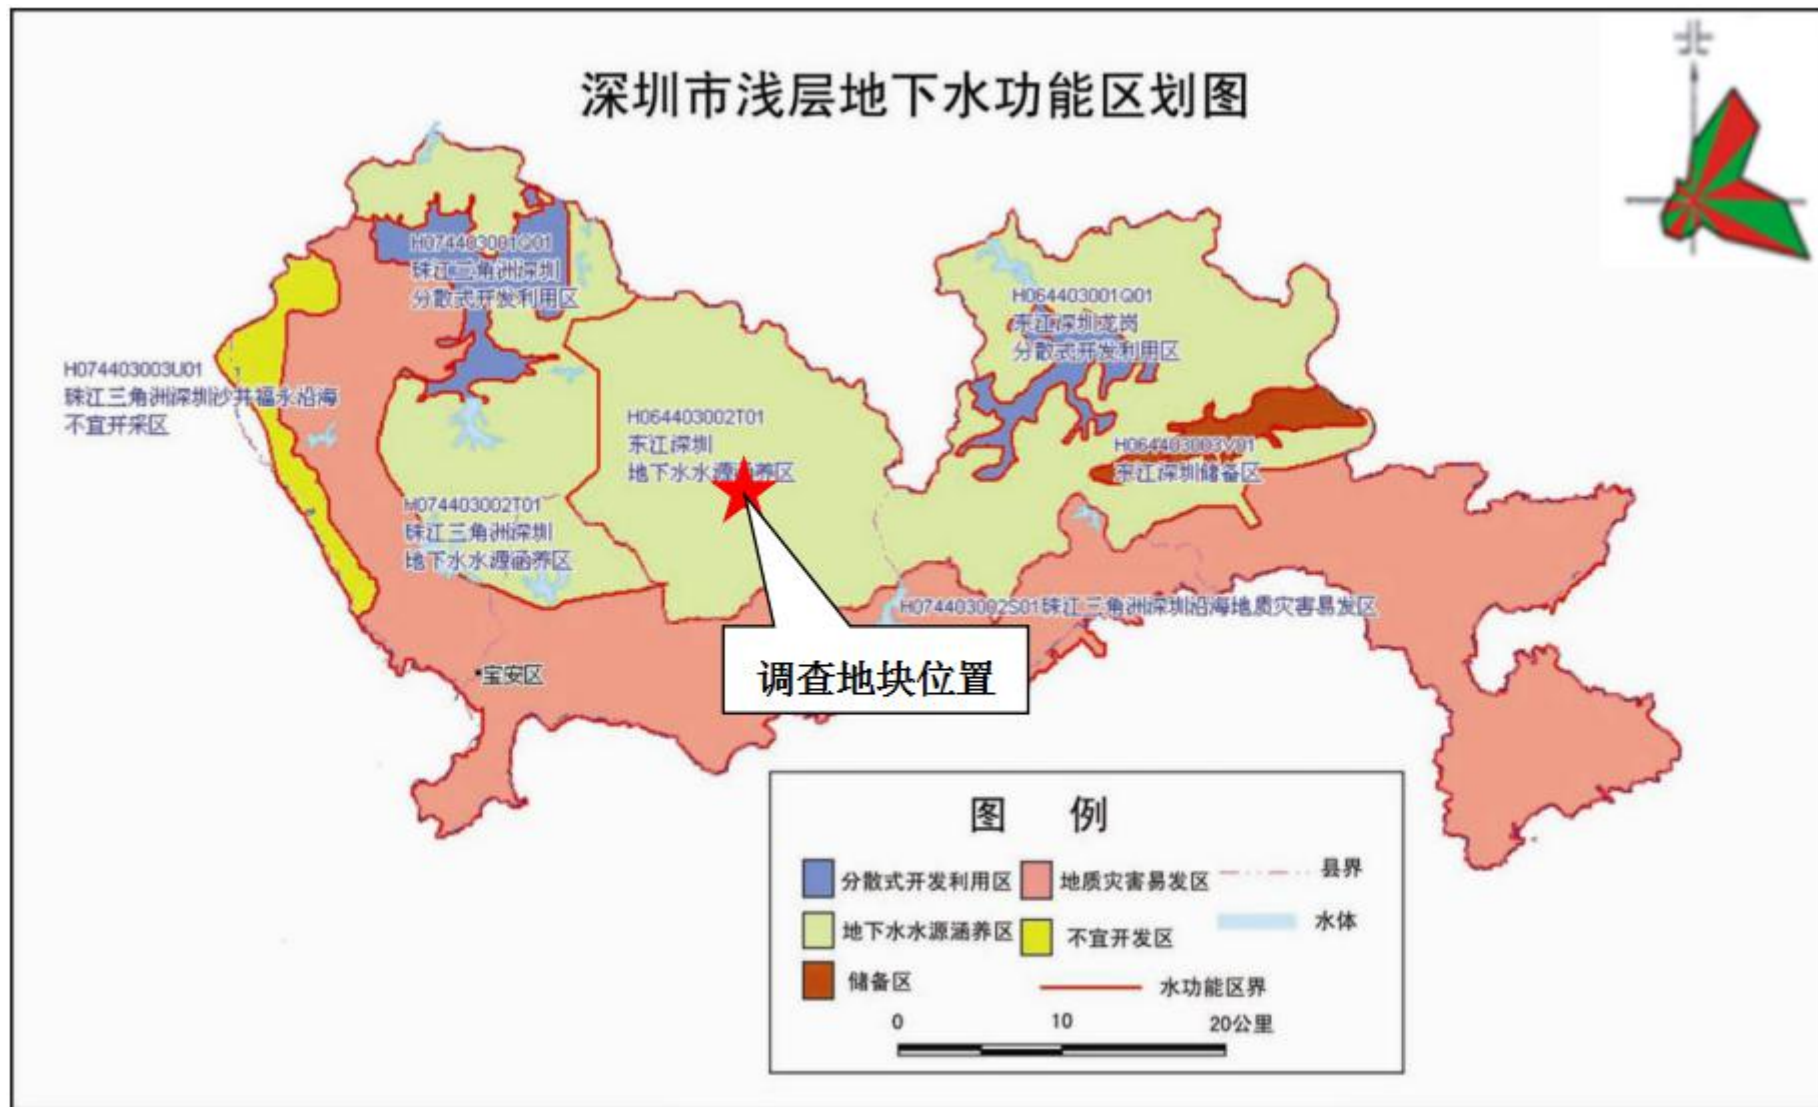 北
深圳市浅层地下水功能区划图
H074403001Q01
珠江三角洲深圳
分散式开发利用区
H064403001Q01
东江深圳龙岗
分散式开发利用区
H074403003U01
珠江三角洲深圳沙井福永沿海
不宜开采区
H064403002T01
东江深圳
地下水水源涵养区
H064403003V01
东江深圳储备区
H074403002T01
珠江三角洲深圳
地下水水源涵养区
H074403002S01珠江三角洲深圳沿海地质灾害易发区
宝安区
调查地块位置
图 例
分散式开发利用区
地质灾害易发区
县界
地下水水源涵养区
不宜开发区
水体
储备区
水功能区界
0 10 20公里